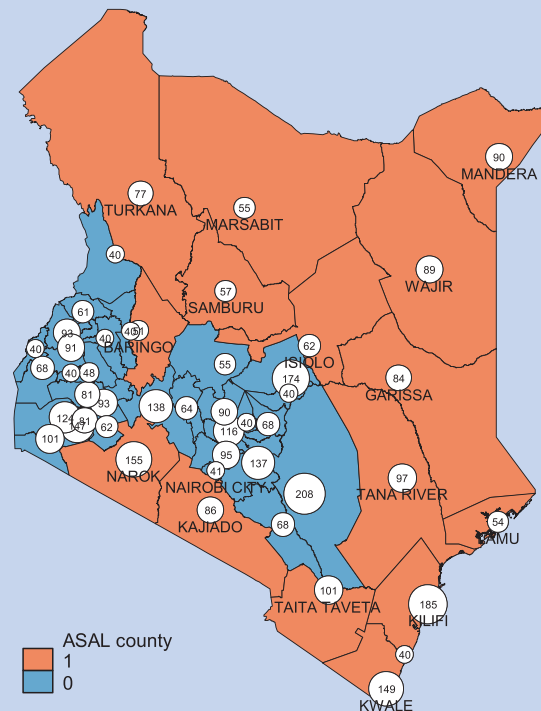 90
MANDERA
77
TURKANA
55
MARSABIT
40
89
WAJIR
57
SAMBURU
61
93
40
40
51
BARINGO
91
40
62
ISIOLO
68
40
48
55
174
84
GARISSA
40
81
93
138
64
90
40
68
124
147
81
62
116
101
155
NAROK
95
41
137
NAIROBI CITY
97
TANA RIVER
208
86
KAJIADO
68
54
LAMU
101
TAITA TAVETA
185
KILIFI
40
149
KWALE
ASAL county
1
0